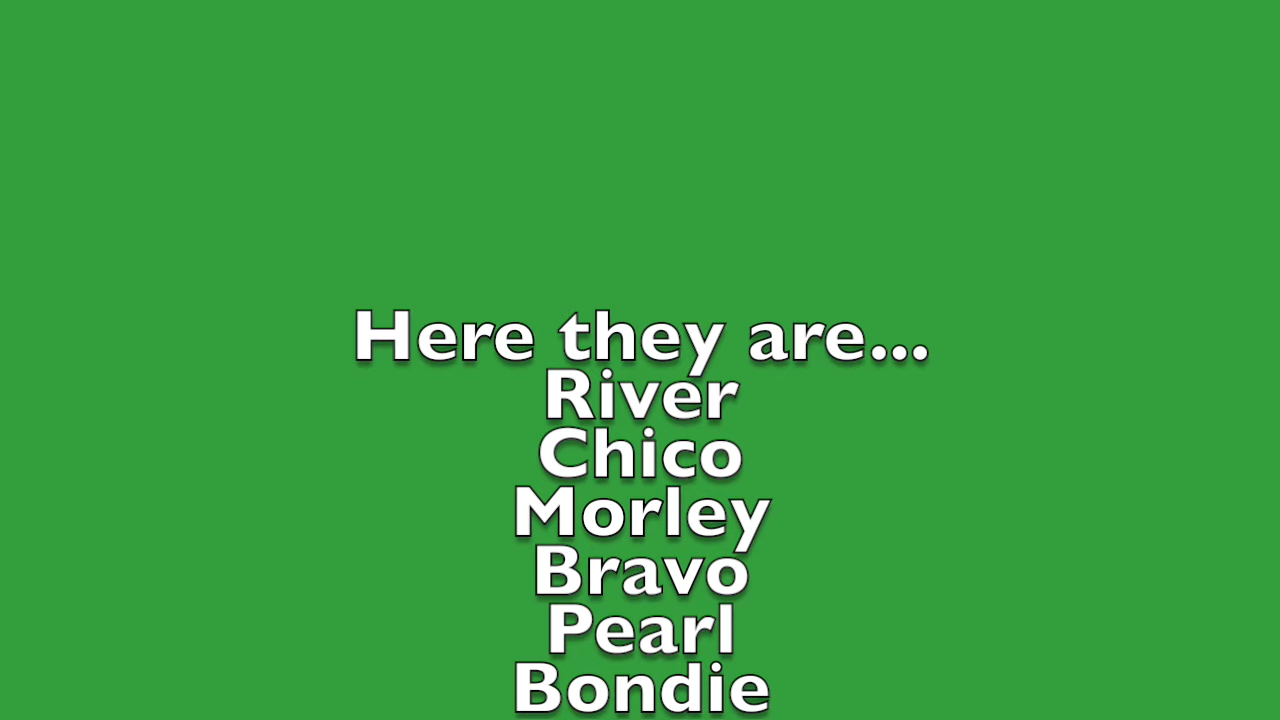 Here they are...
River
Chico
Morley
Bravo
Pearl
Bondie